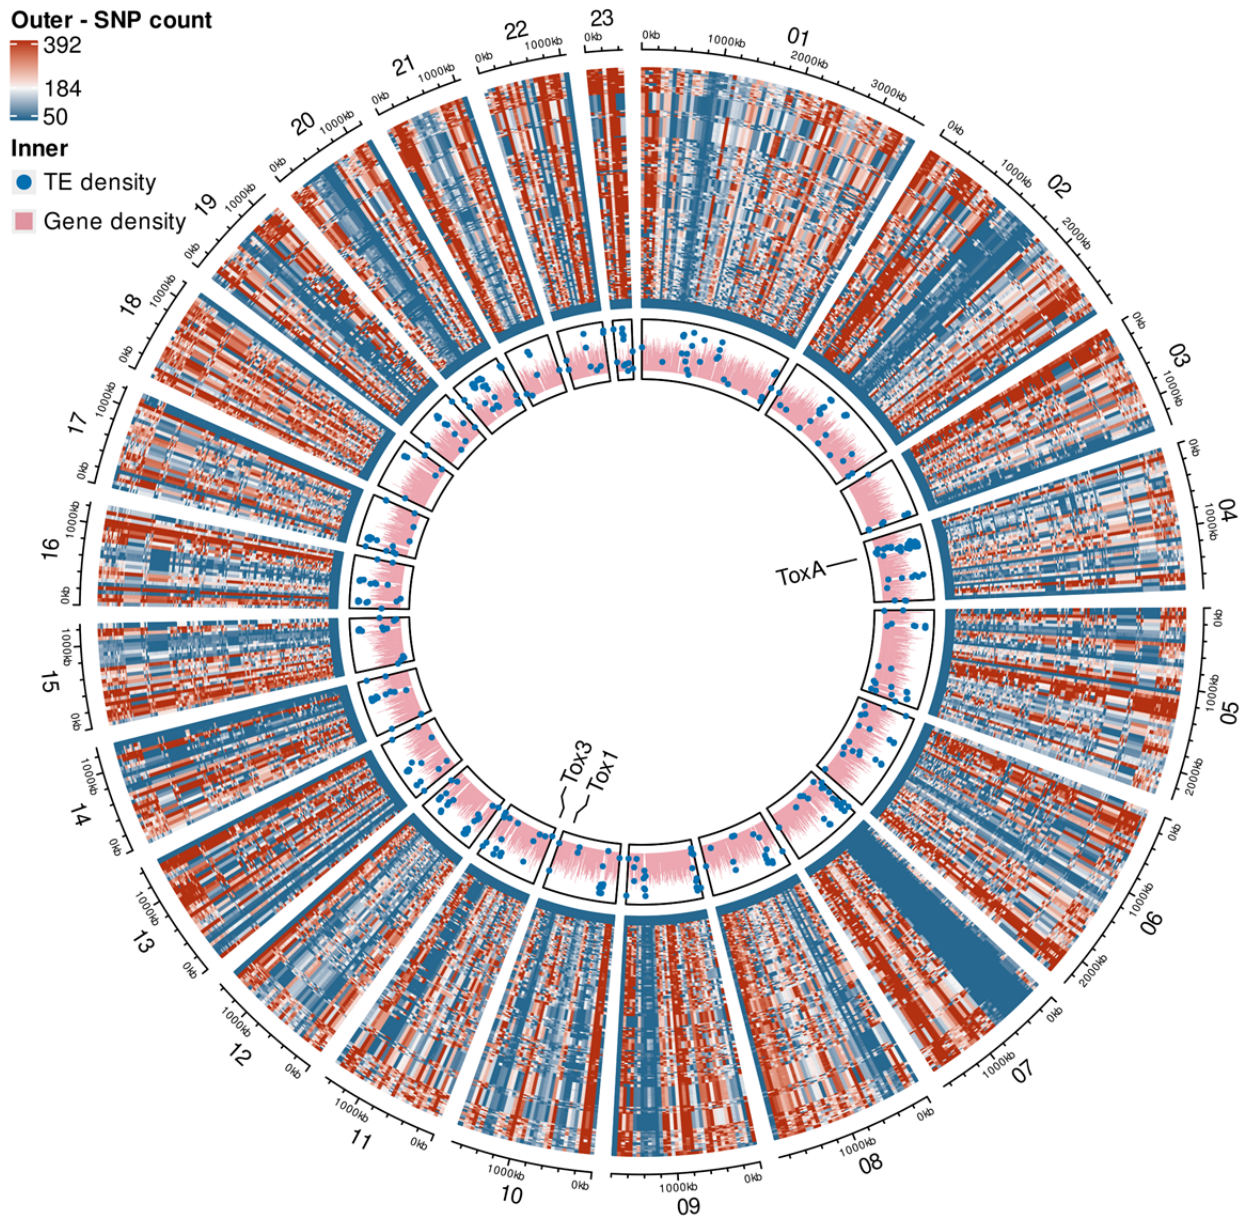 Outer - SNP count
392
184
50
Inner
TE density
Gene density
01
0kb
1000kb
2000kb
3000kb
02
0kb
1000kb
2000kb
03
0kb
1000kb
04
0kb
1000kb
05
0kb
1000kb
2000kb
06
0kb
1000kb
2000kb
07
0kb
1000kb
08
0kb
1000kb
09
0kb
1000kb
10
0kb
1000kb
11
0kb
1000kb
12
0kb
1000kb
13
0kb
1000kb
14
0kb
1000kb
15
0kb
1000kb
16
0kb
1000kb
17
0kb
1000kb
18
0kb
1000kb
19
0kb
1000kb
20
0kb
1000kb
21
0kb
1000kb
22
0kb
1000kb
23
0kb
ToxA
Tox3
Tox1